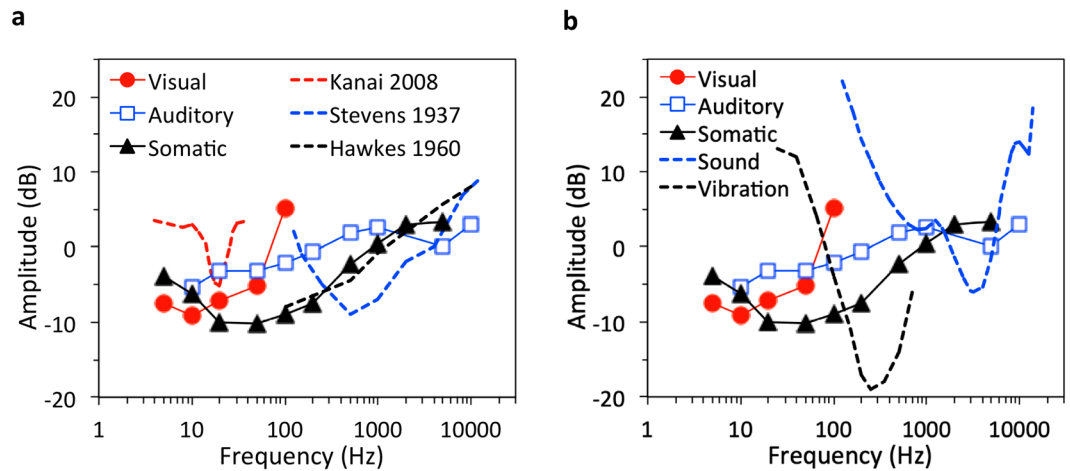 a
20
10
0
-10
-20
Amplitude (dB)
Visual
Auditory
Somatic
Kanai 2008
Stevens 1937
Hawkes 1960
1 10 100 1000 10000
Frequency (Hz)
b
20
10
0
-10
-20
Amplitude (dB)
Visual
Auditory
Somatic
Sound
Vibration
1 10 100 1000 10000
Frequency (Hz)